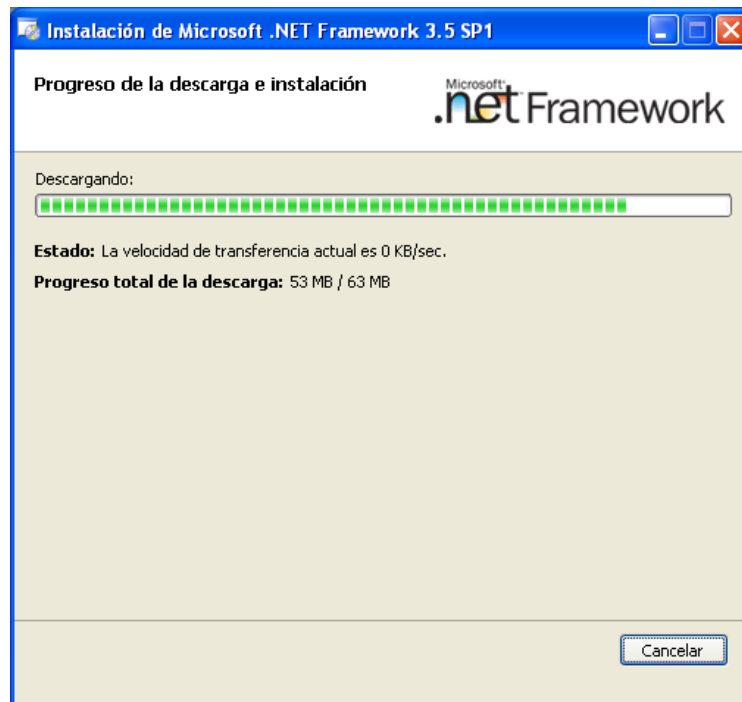 Instalación de Microsoft .NET Framework 3.5 SP1
Progreso de la descarga e instalación
Microsoft®
.net Framework
Descargando:
Estado: La velocidad de transferencia actual es 0 KB/sec.
Progreso total de la descarga: 53 MB / 63 MB
Cancelar